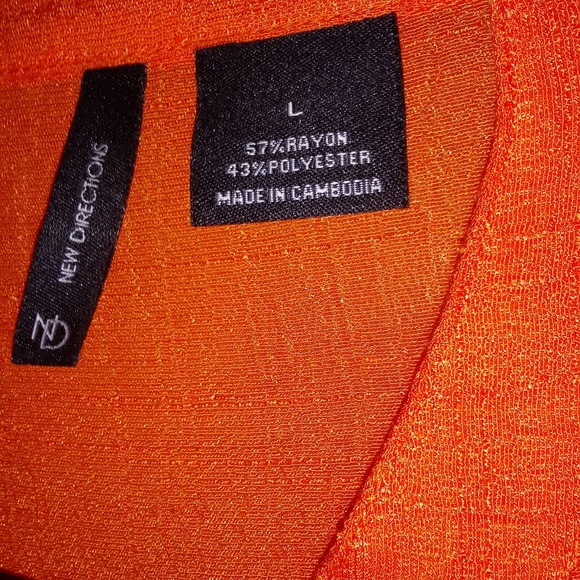 ND
NEW DIRECTIONS
L
57%RAYON
43%POLYESTER
MADE IN CAMBODIA